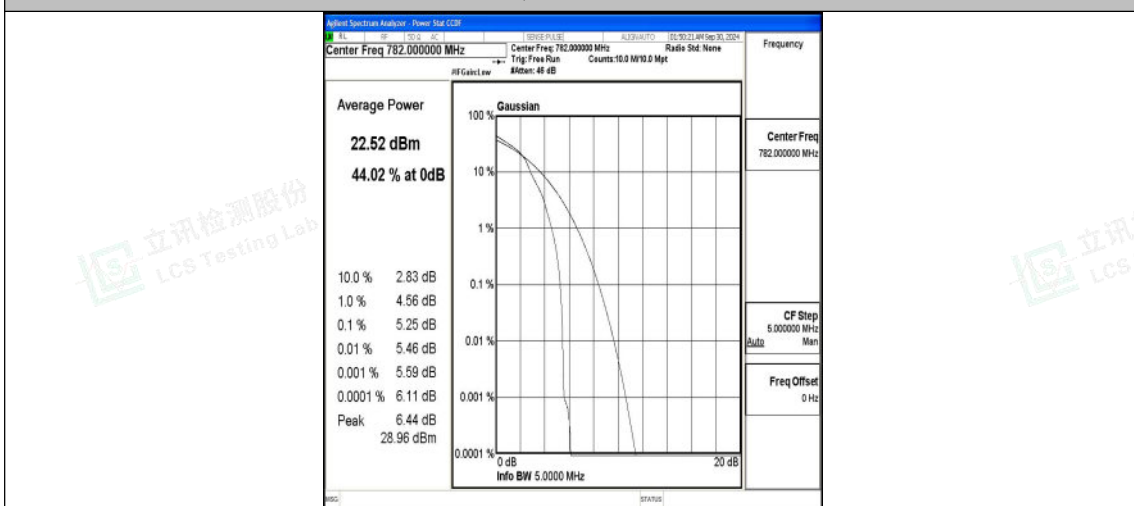 Agilent Spectrum Analyzer - Power Stat CCDF
RL RF 50 Ω AC SENSE:PULSE ALIGNAUTO 01:50:21 AM Sep 30, 2024
Center Freq 782.000000 MHz
Center Freq: 782.000000 MHz
Radio Std: None
Trig: Free Run
Counts:10.0 M/10.0 Mpt
#IFGain:Low
#Atten: 46 dB
Frequency
Average Power
22.52 dBm
44.02 % at 0dB
10.0 % 2.83 dB
1.0 % 4.56 dB
0.1 % 5.25 dB
0.01 % 5.46 dB
0.001 % 5.59 dB
0.0001 % 6.11 dB
Peak 6.44 dB
28.96 dBm
Gaussian
100 %
10 %
1 %
0.1 %
0.01 %
0.001 %
0.0001 %
0 dB
20 dB
Info BW 5.0000 MHz
Center Freq
782.000000 MHz
CF Step
5.000000 MHz
Auto Man
Freq Offset
0 Hz
MSG
STATUS
立讯检测股份
LCS Testing Lab
立讯
LCS